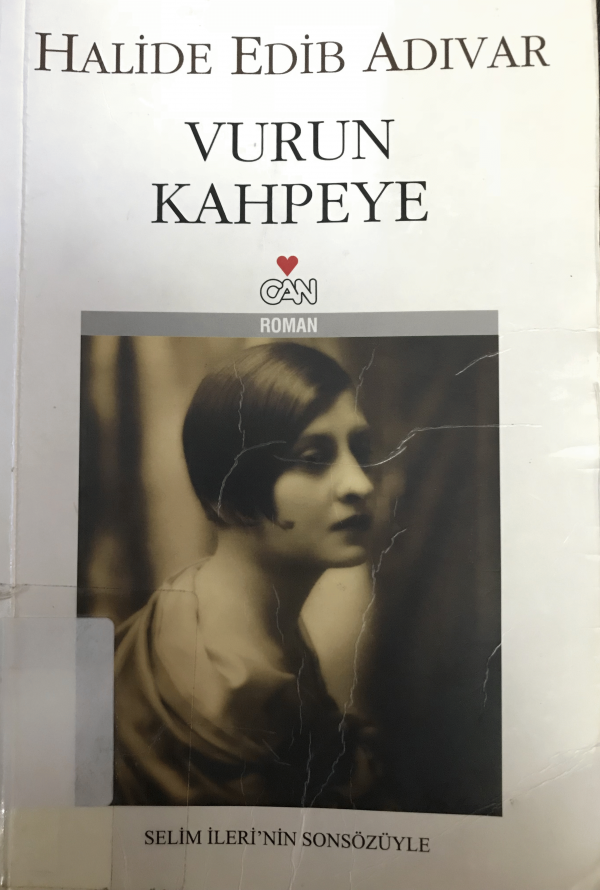 HALİDE EDİB ADIVAR
VURUN
KAHPEYE
CAN
ROMAN
SELİM İLERİ'NİN SONSÖZÜYLE